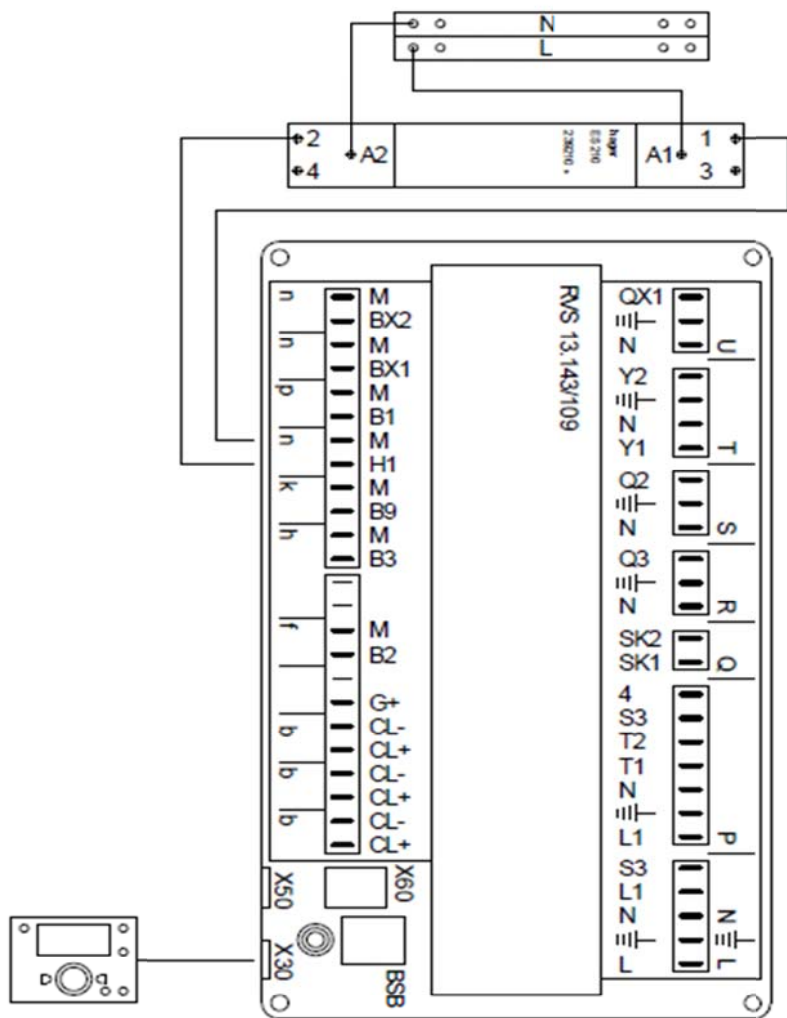 N
L
2 A2 hager A1 1
4 ES 210 3
239210 +
RVS 13.143/109
n M
BX2
n M
BX1
p M
B1
n M
H1
k M
B9
h M
B3
f M
B2
G+
b CL-
CL+
b CL-
CL+
b CL-
CL+
X50 X60
X30 BSB
QX1
N U
Y2
N
Y1 T
Q2
N S
Q3
N R
SK2
SK1 Q
4
S3
T2
T1
N
L1 P
S3
L1
N N
L L